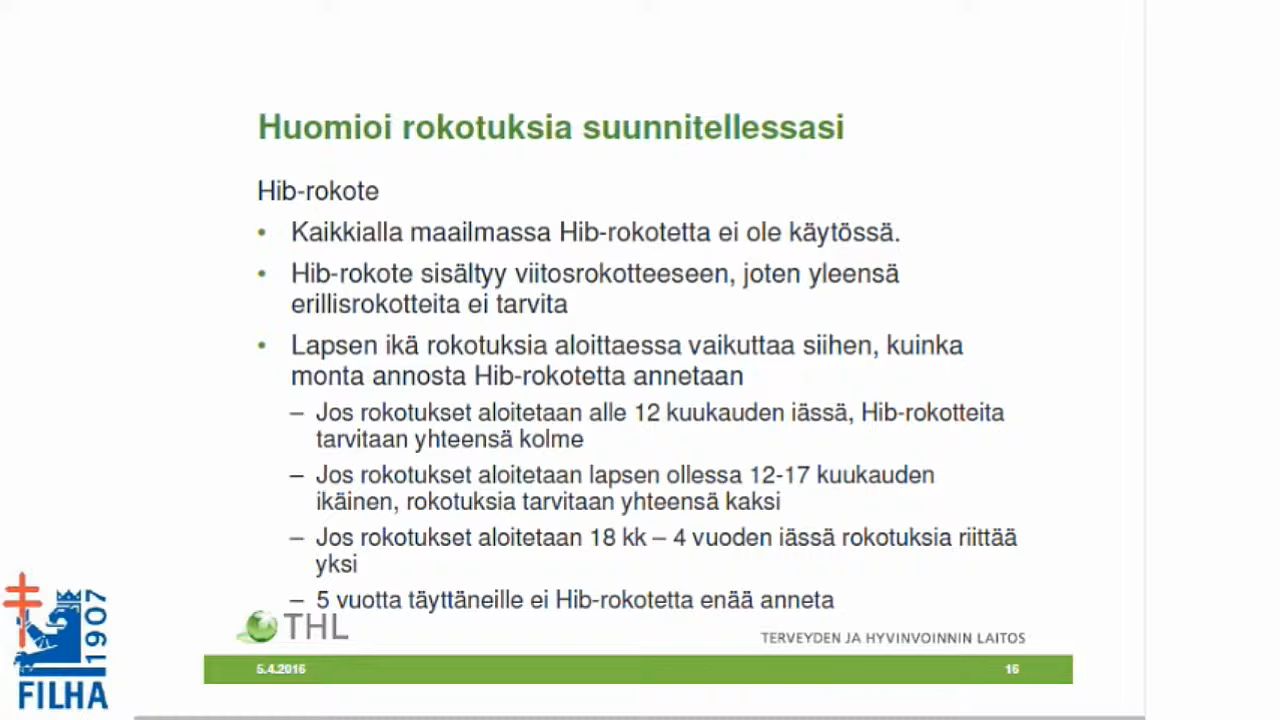 Huomioi rokotuksia suunnitellessasi
Hib-rokote
• Kaikkialla maailmassa Hib-rokotetta ei ole käytössä.
• Hib-rokote sisältyy viitosrokotteeseen, joten yleensä
erillisrokotteita ei tarvita
• Lapsen ikä rokotuksia aloittaessa vaikuttaa siihen, kuinka
monta annosta Hib-rokotetta annetaan
– Jos rokotukset aloitetaan alle 12 kuukauden iässä, Hib-rokotteita
tarvitaan yhteensä kolme
– Jos rokotukset aloitetaan lapsen ollessa 12-17 kuukauden
ikäinen, rokotuksia tarvitaan yhteensä kaksi
– Jos rokotukset aloitetaan 18 kk – 4 vuoden iässä rokotuksia riittää
yksi
– 5 vuotta täyttäneille ei Hib-rokotetta enää anneta
THL
TERVEYDEN JA HYVINVOINNIN LAITOS
5.4.2016
16
1907
FILHA